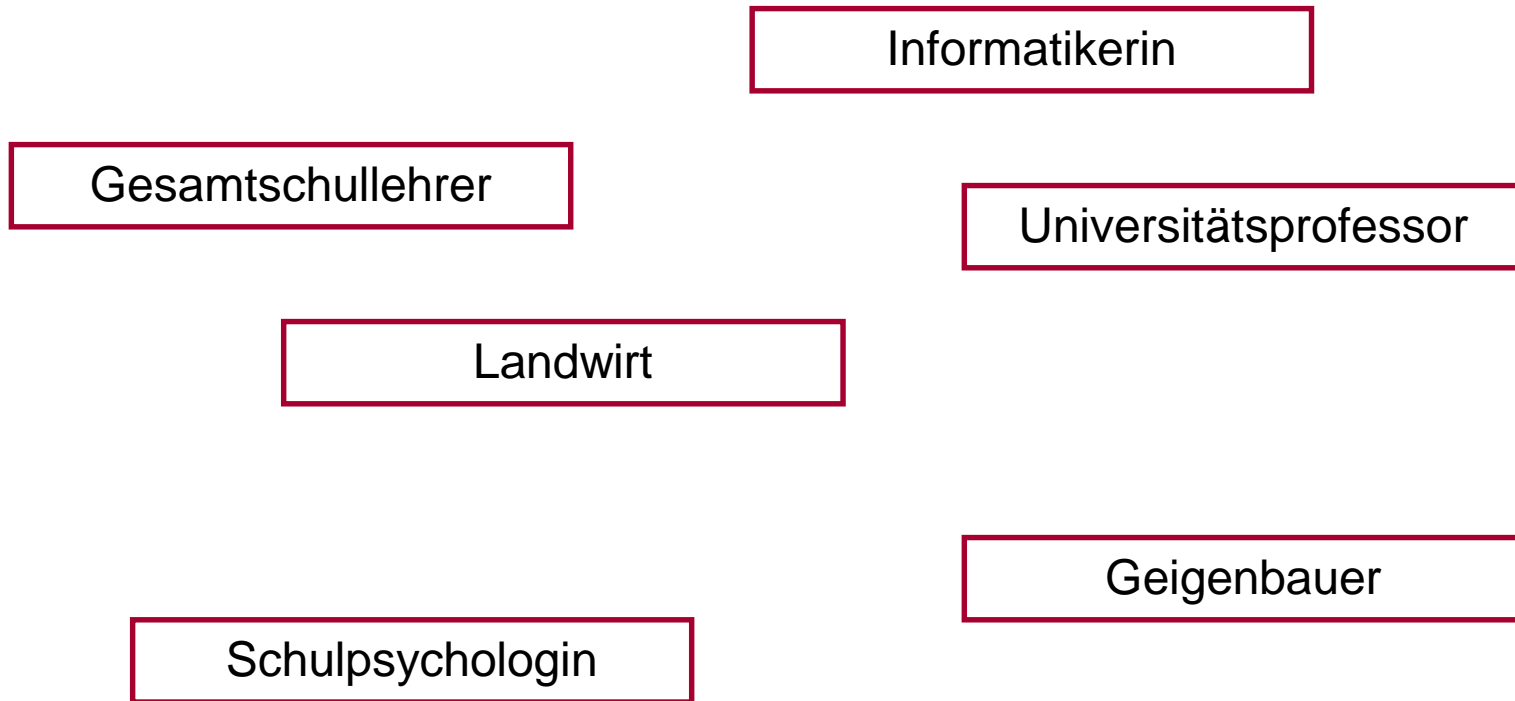 Informatikerin
Gesamtschullehrer
Universitätsprofessor
Landwirt
Geigenbauer
Schulpsychologin